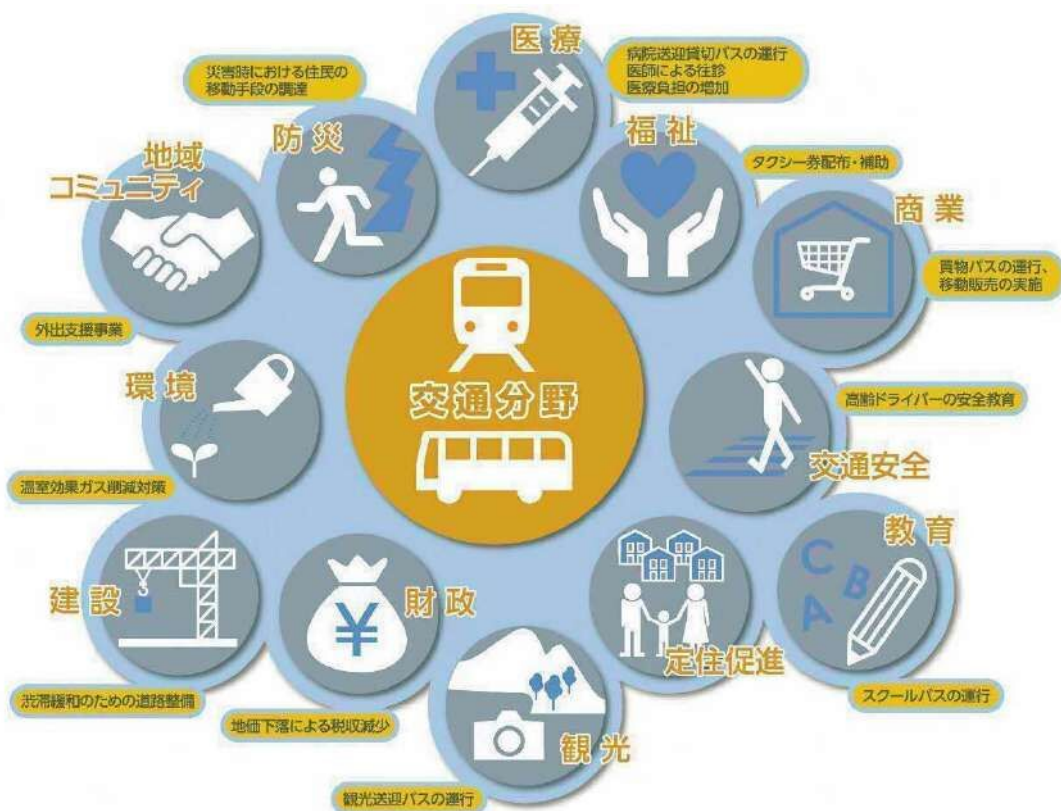 医療
病院送迎貸切バスの運行
医師による往診
医療負担の増加
災害時における住民の
移動手段の調達
防災
福祉
タクシー券配布・補助
地域
コミュニティ
商業
買物バスの運行、
移動販売の実施
外出支援事業
環境
交通分野
高齢ドライバーの安全教育
交通安全
温室効果ガス削減対策
教育
C
B
A
建設
財政
¥
定住促進
スクールバスの運行
渋滞緩和のための道路整備
地価下落による税収減少
観光
観光送迎バスの運行